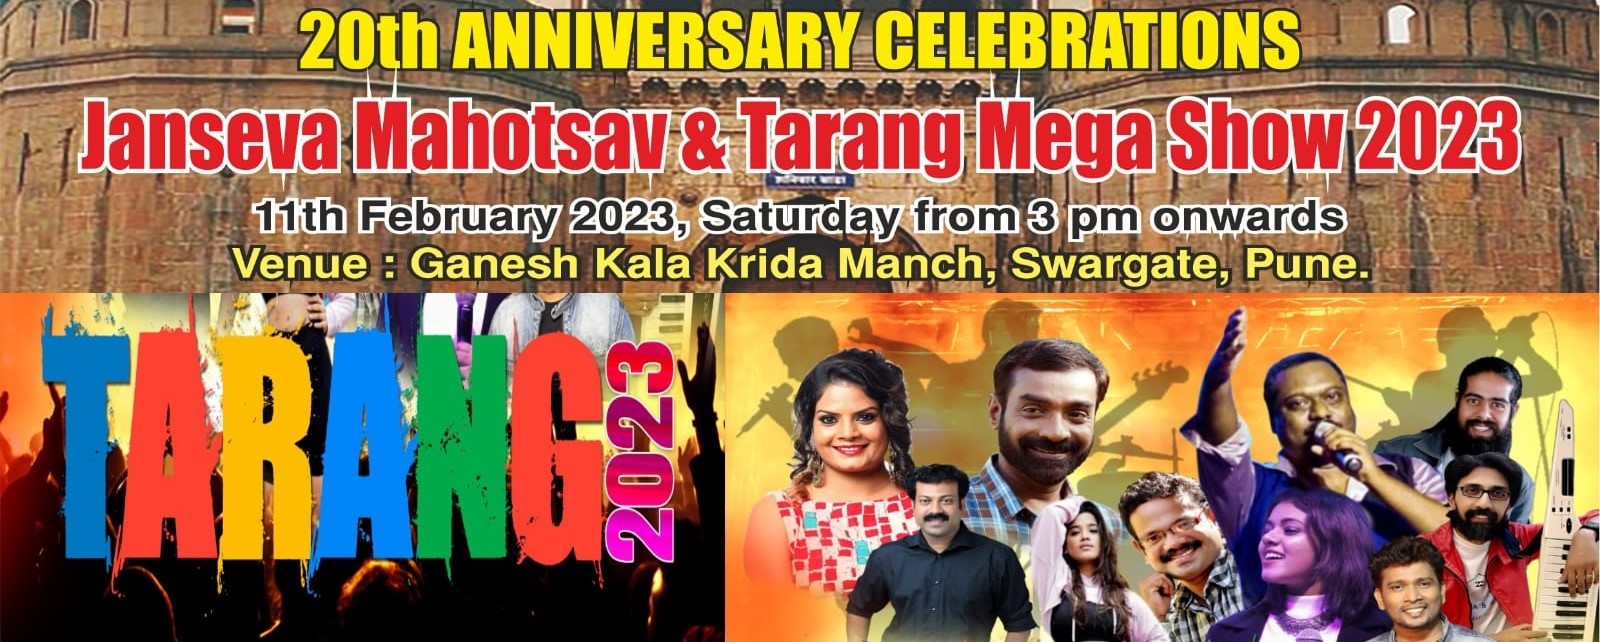 20th ANNIVERSARY CELEBRATIONS
Janseva Mahotsav & Tarang Mega Show 2023
शनिवार वाडा
11th February 2023, Saturday from 3 pm onwards
Venue : Ganesh Kala Krida Manch, Swargate, Pune.
TARANG
2023